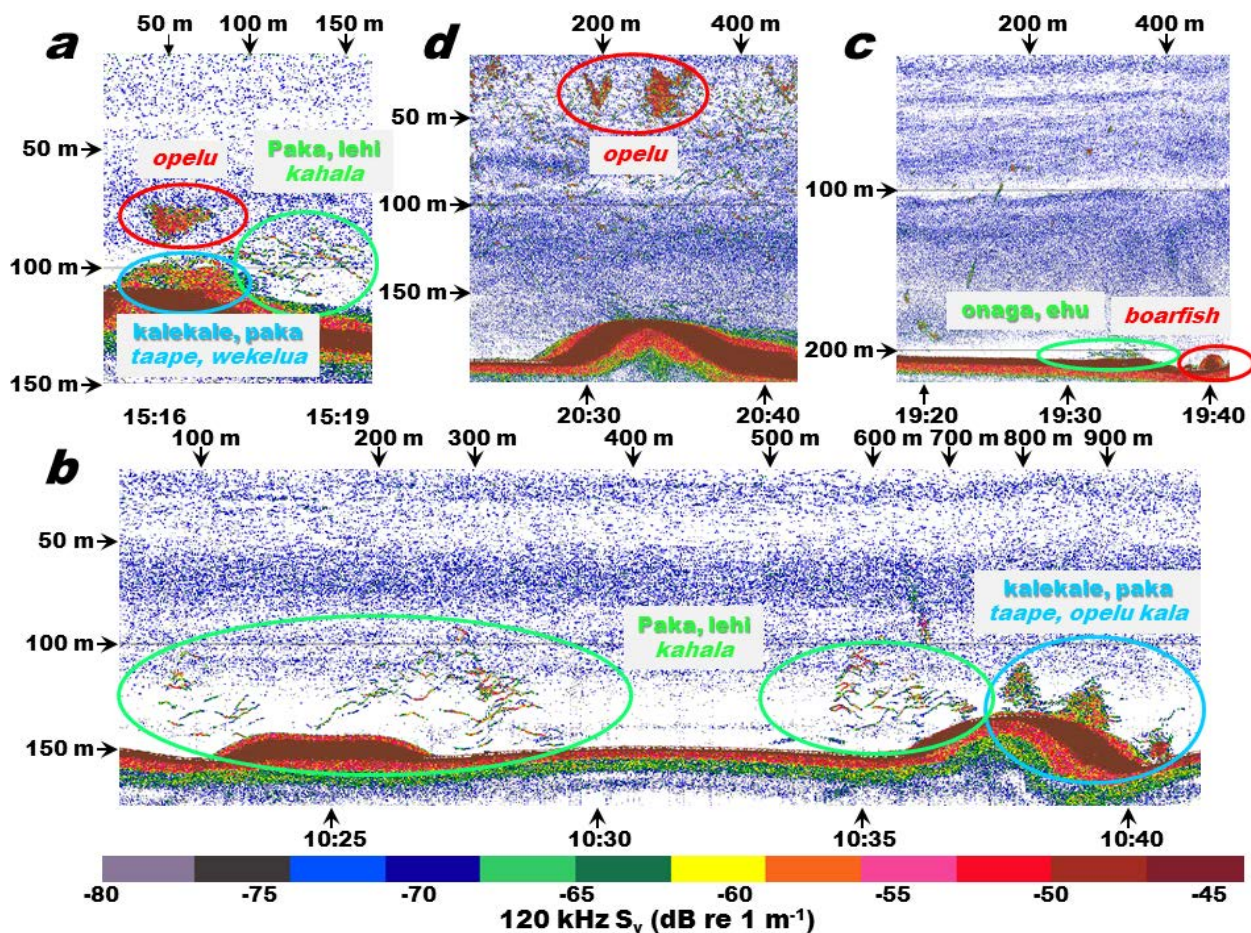 a
50 m 100 m 150 m
50 m
opelu
Paka, lehi
kahala
100 m
kalekale, paka
taape, wekelua
150 m
15:16 15:19
d
200 m 400 m
50 m
opelu
100 m
150 m
20:30 20:40
c
200 m 400 m
100 m
onaga, ehu
boarfish
200 m
19:20 19:30 19:40
b
100 m 200 m 300 m 400 m 500 m 600 m 700 m 800 m 900 m
50 m
kalekale, paka
taape, opelu kala
100 m
Paka, lehi
kahala
150 m
10:25 10:30 10:35 10:40
-80 -75 -70 -65 -60 -55 -50 -45
120 kHz Sv (dB re 1 m-1)